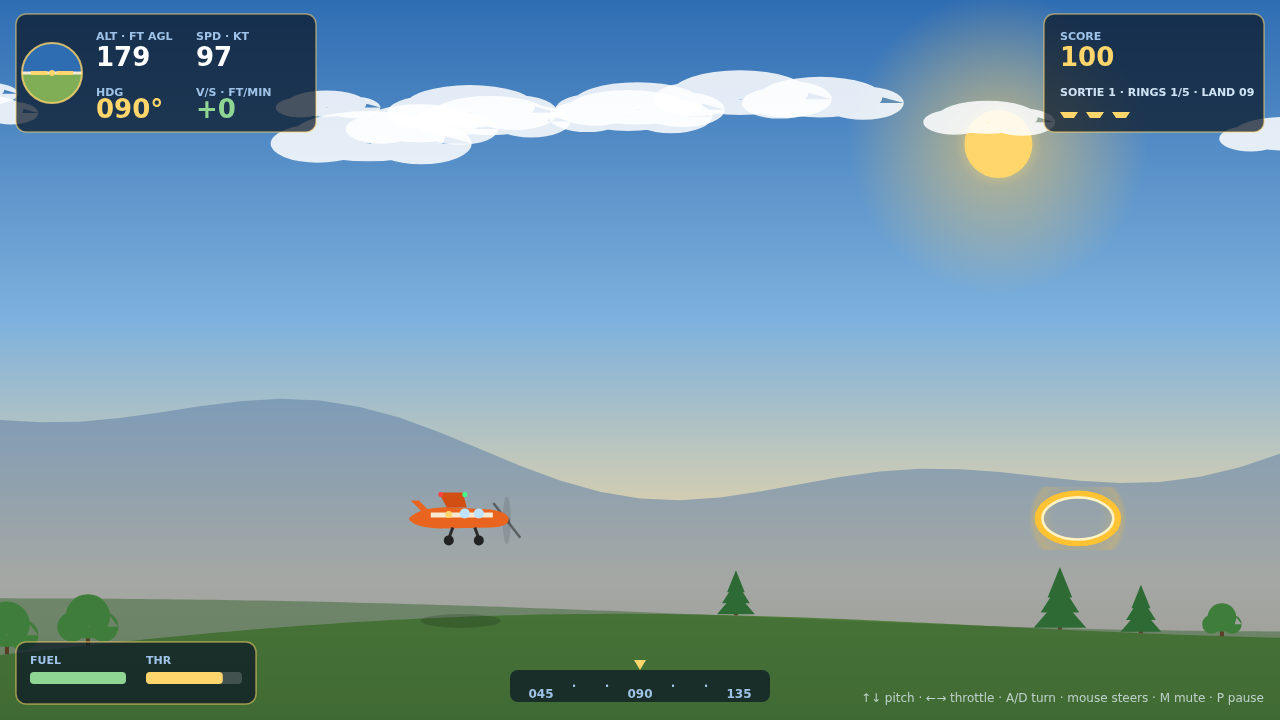 ALT · FT AGL SPD · KT
179 97
HDG V/S · FT/MIN
090° +0
SCORE
100
SORTIE 1 · RINGS 1/5 · LAND 09
FUEL THR
045 · · 090 · · 135
↑↓ pitch · ←→ throttle · A/D turn · mouse steers · M mute · P pause